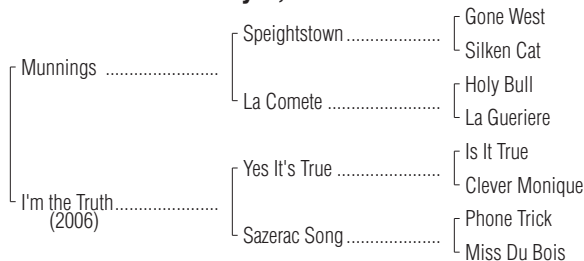 Gone West
Speightstown ....................
Silken Cat
Munnings .......................
Holy Bull
La Comete ......................
La Gueriere
Is It True
Yes It's True .....................
Clever Monique
I'm the Truth .....................
(2006)
Phone Trick
Sazerac Song ...................
Miss Du Bois